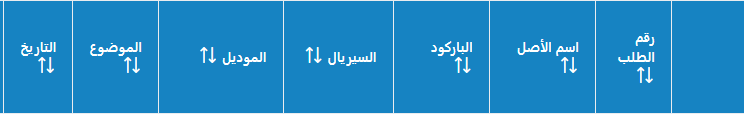 رقم
الطلب
اسم الأصل
الباركود
السيريال
الموديل
الموضوع
التاريخ